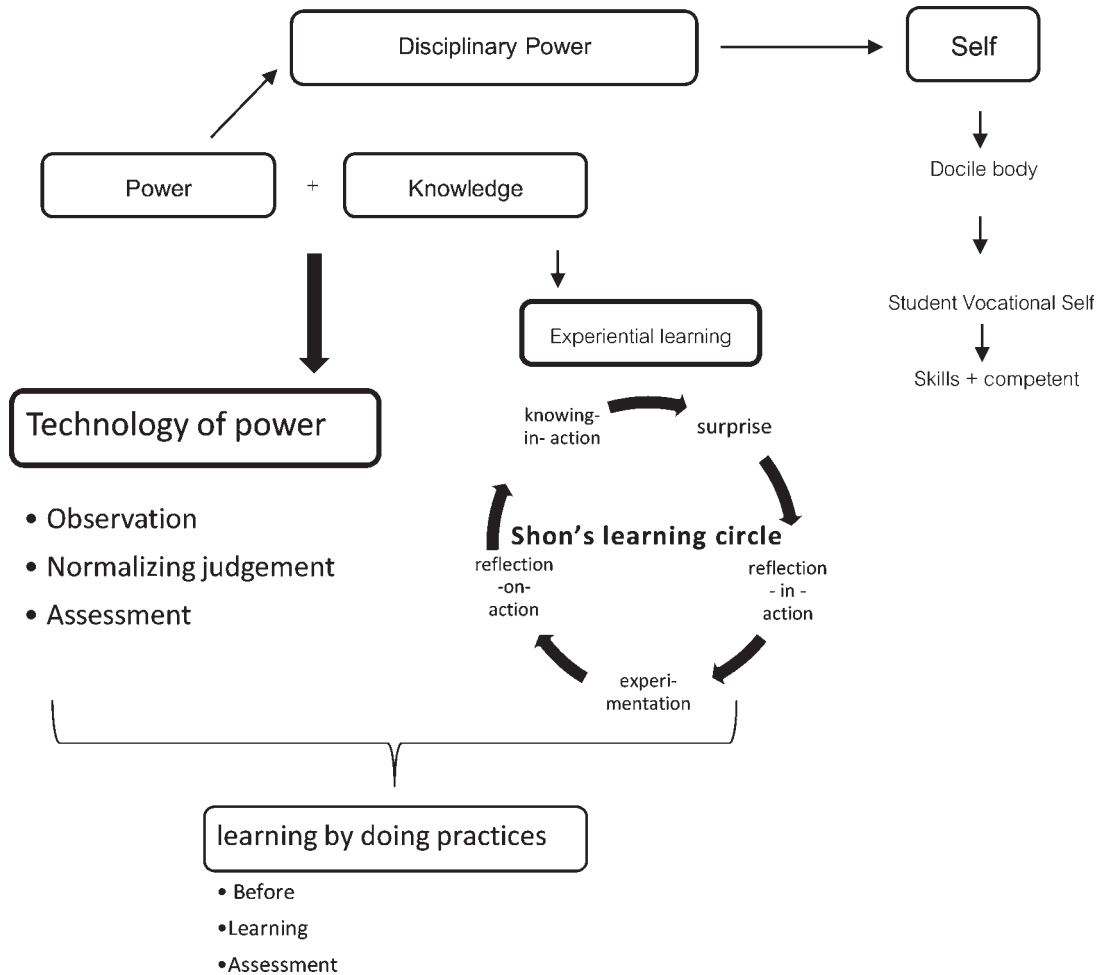 Disciplinary Power
Self
Power
+
Knowledge
Docile body
Student Vocational Self
Skills + competent
Experiential learning
Technology of power
• Observation
• Normalizing judgement
• Assessment
knowing-
in- action
surprise
Shon's learning circle
reflection
- in -
action
experi-
mentation
reflection
-on-
action
learning by doing practices
• Before
•Learning
•Assessment